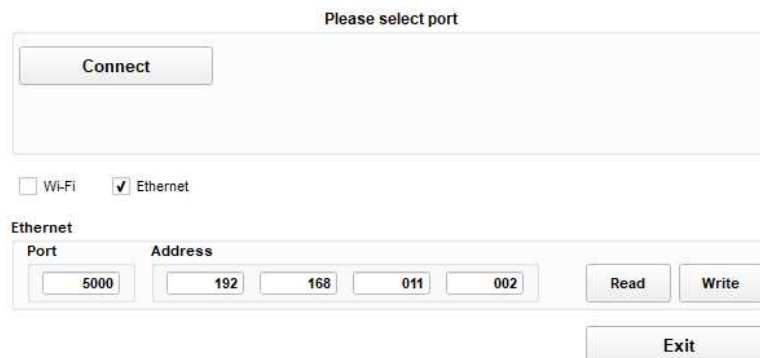 Please select port
Connect
Wi-Fi Ethernet
Ethernet
Port Address
5000 192 168 011 002 Read Write
Exit